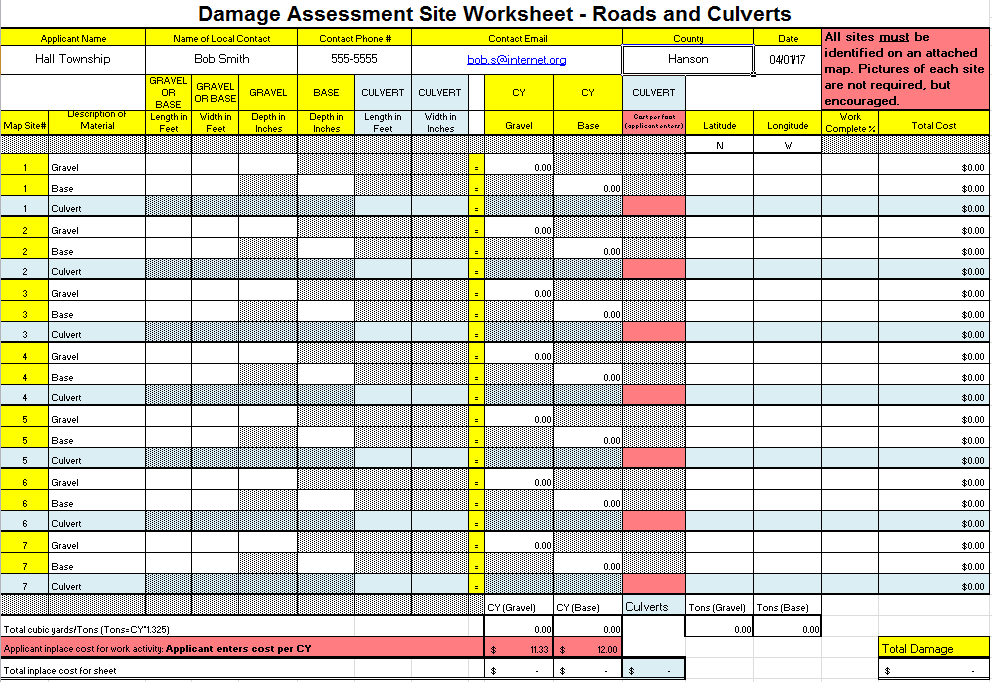 Damage Assessment Site Worksheet - Roads and Culverts
Applicant Name Name of Local Contact Contact Phone # Contact Email County Date
Hall Township Bob Smith 555-5555 bob.s@internet.org Hanson 04/01/17
All sites must be
identified on an attached
map. Pictures of each site
are not required, but
encouraged.
GRAVEL OR BASE GRAVEL OR BASE GRAVEL BASE CULVERT CULVERT CY CY CULVERT
Map Site# Description of Material Length in Feet Width in Feet Depth in Inches Depth in Inches Length in Feet Width in Inches Gravel Base Cost per foot (applicant enters) Latitude Longitude Work Complete % Total Cost
N W
1 Gravel = 0.00 $0.00
1 Base = 0.00 $0.00
1 Culvert = $0.00
2 Gravel = 0.00 $0.00
2 Base = 0.00 $0.00
2 Culvert = $0.00
3 Gravel = 0.00 $0.00
3 Base = 0.00 $0.00
3 Culvert = $0.00
4 Gravel = 0.00 $0.00
4 Base = 0.00 $0.00
4 Culvert = $0.00
5 Gravel = 0.00 $0.00
5 Base = 0.00 $0.00
5 Culvert = $0.00
6 Gravel = 0.00 $0.00
6 Base = 0.00 $0.00
6 Culvert = $0.00
7 Gravel = 0.00 $0.00
7 Base = 0.00 $0.00
7 Culvert = $0.00
CY (Gravel) CY (Base) Culverts Tons (Gravel) Tons (Base)
Total cubic yards/Tons (Tons=CY*1.325) 0.00 0.00 0.00 0.00
Applicant inplace cost for work activity: Applicant enters cost per CY $ 11.33 $ 12.00 Total Damage
Total inplace cost for sheet $ - $ - $ - $ -